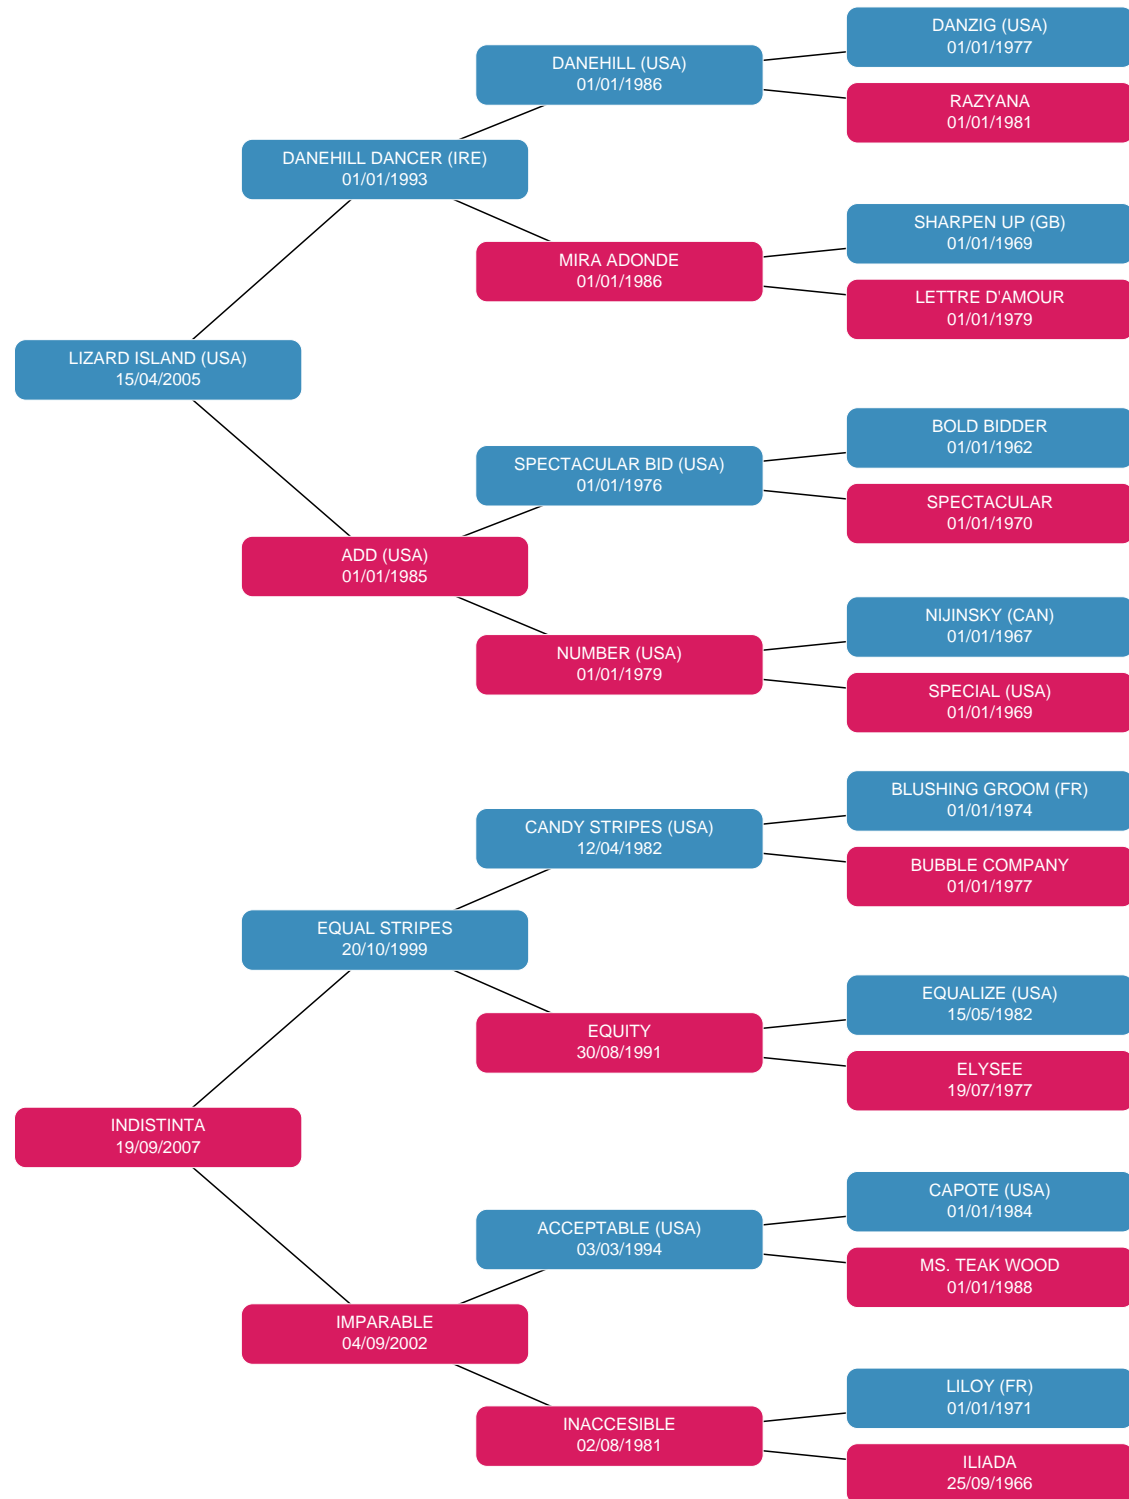 DANZIG (USA)
01/01/1977
DANEHILL (USA)
01/01/1986
RAZYANA
01/01/1981
DANEHILL DANCER (IRE)
01/01/1993
SHARPEN UP (GB)
01/01/1969
MIRA ADONDE
01/01/1986
LETTRE D'AMOUR
01/01/1979
LIZARD ISLAND (USA)
15/04/2005
BOLD BIDDER
01/01/1962
SPECTACULAR BID (USA)
01/01/1976
SPECTACULAR
01/01/1970
ADD (USA)
01/01/1985
NIJINSKY (CAN)
01/01/1967
NUMBER (USA)
01/01/1979
SPECIAL (USA)
01/01/1969
BLUSHING GROOM (FR)
01/01/1974
CANDY STRIPES (USA)
12/04/1982
BUBBLE COMPANY
01/01/1977
EQUAL STRIPES
20/10/1999
EQUALIZE (USA)
15/05/1982
EQUITY
30/08/1991
ELYSEE
19/07/1977
INDISTINTA
19/09/2007
CAPOTE (USA)
01/01/1984
ACCEPTABLE (USA)
03/03/1994
MS. TEAK WOOD
01/01/1988
IMPARABLE
04/09/2002
LILOY (FR)
01/01/1971
INACCESIBLE
02/08/1981
ILIADA
25/09/1966